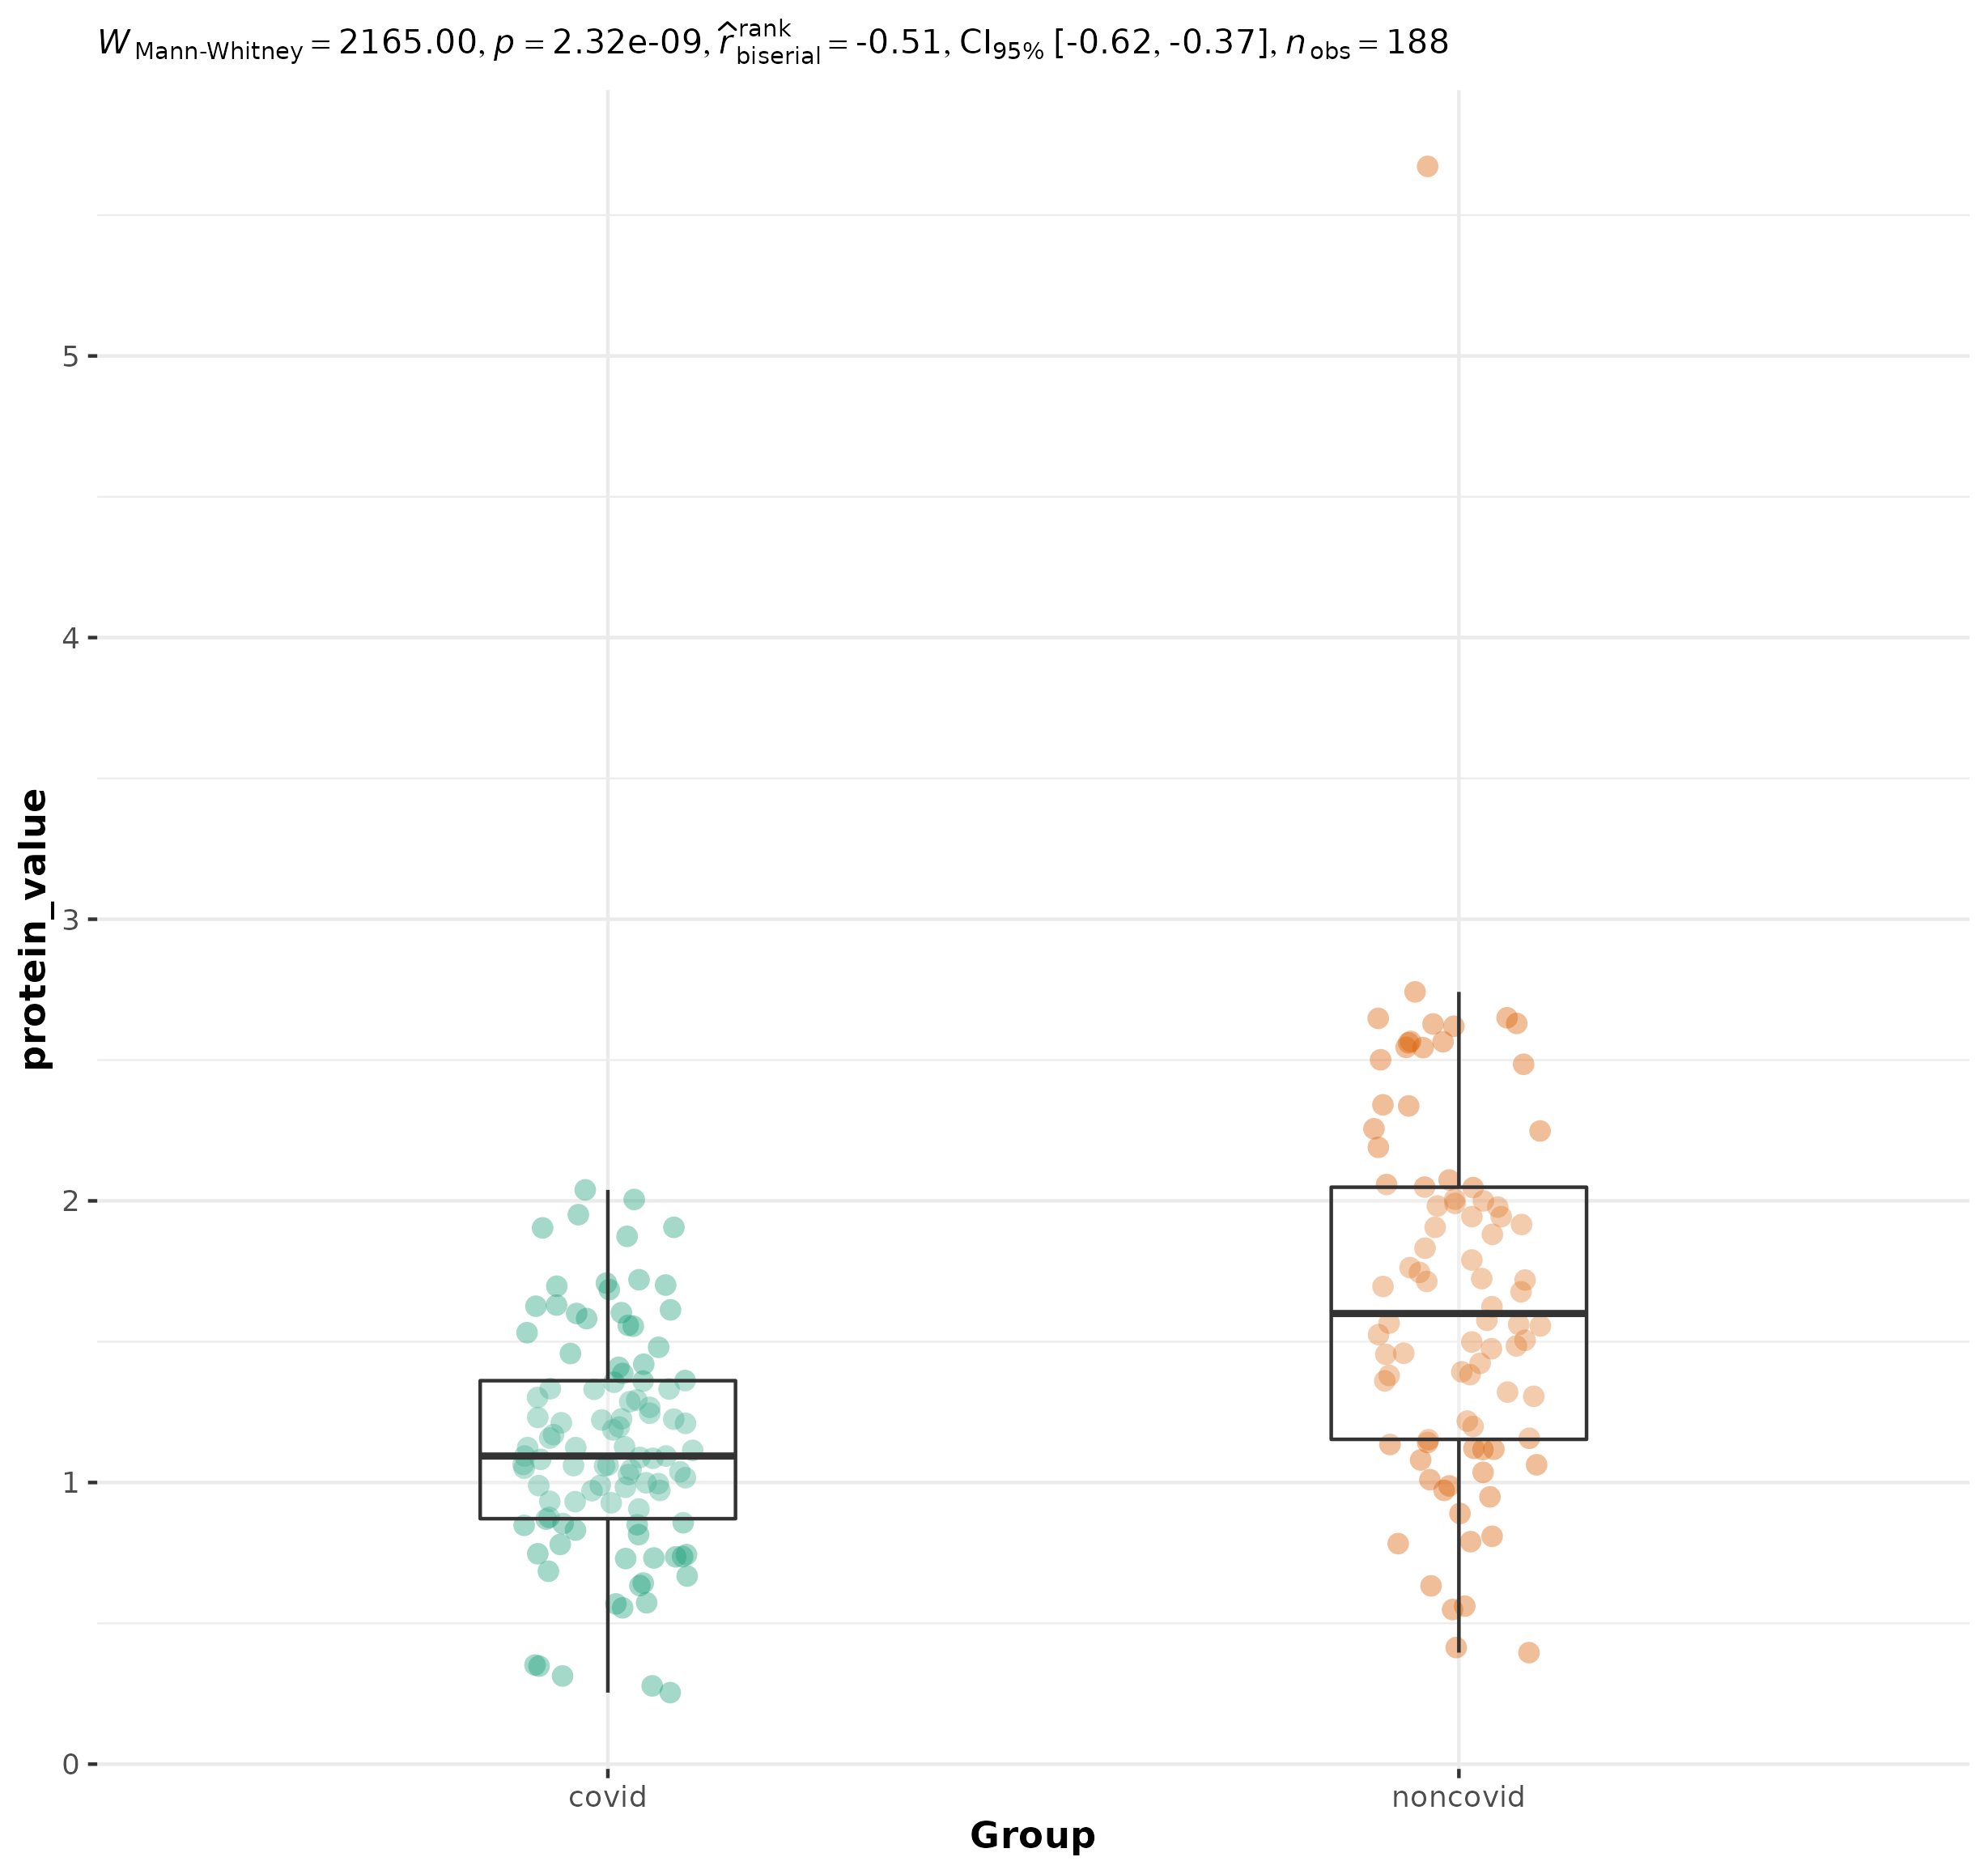 W Mann-Whitney = 2165.00, p = 2.32e-09, r̂ rank biserial = -0.51, CI95% [-0.62, -0.37], n obs = 188
protein_value
5
4
3
2
1
0
covid noncovid
Group